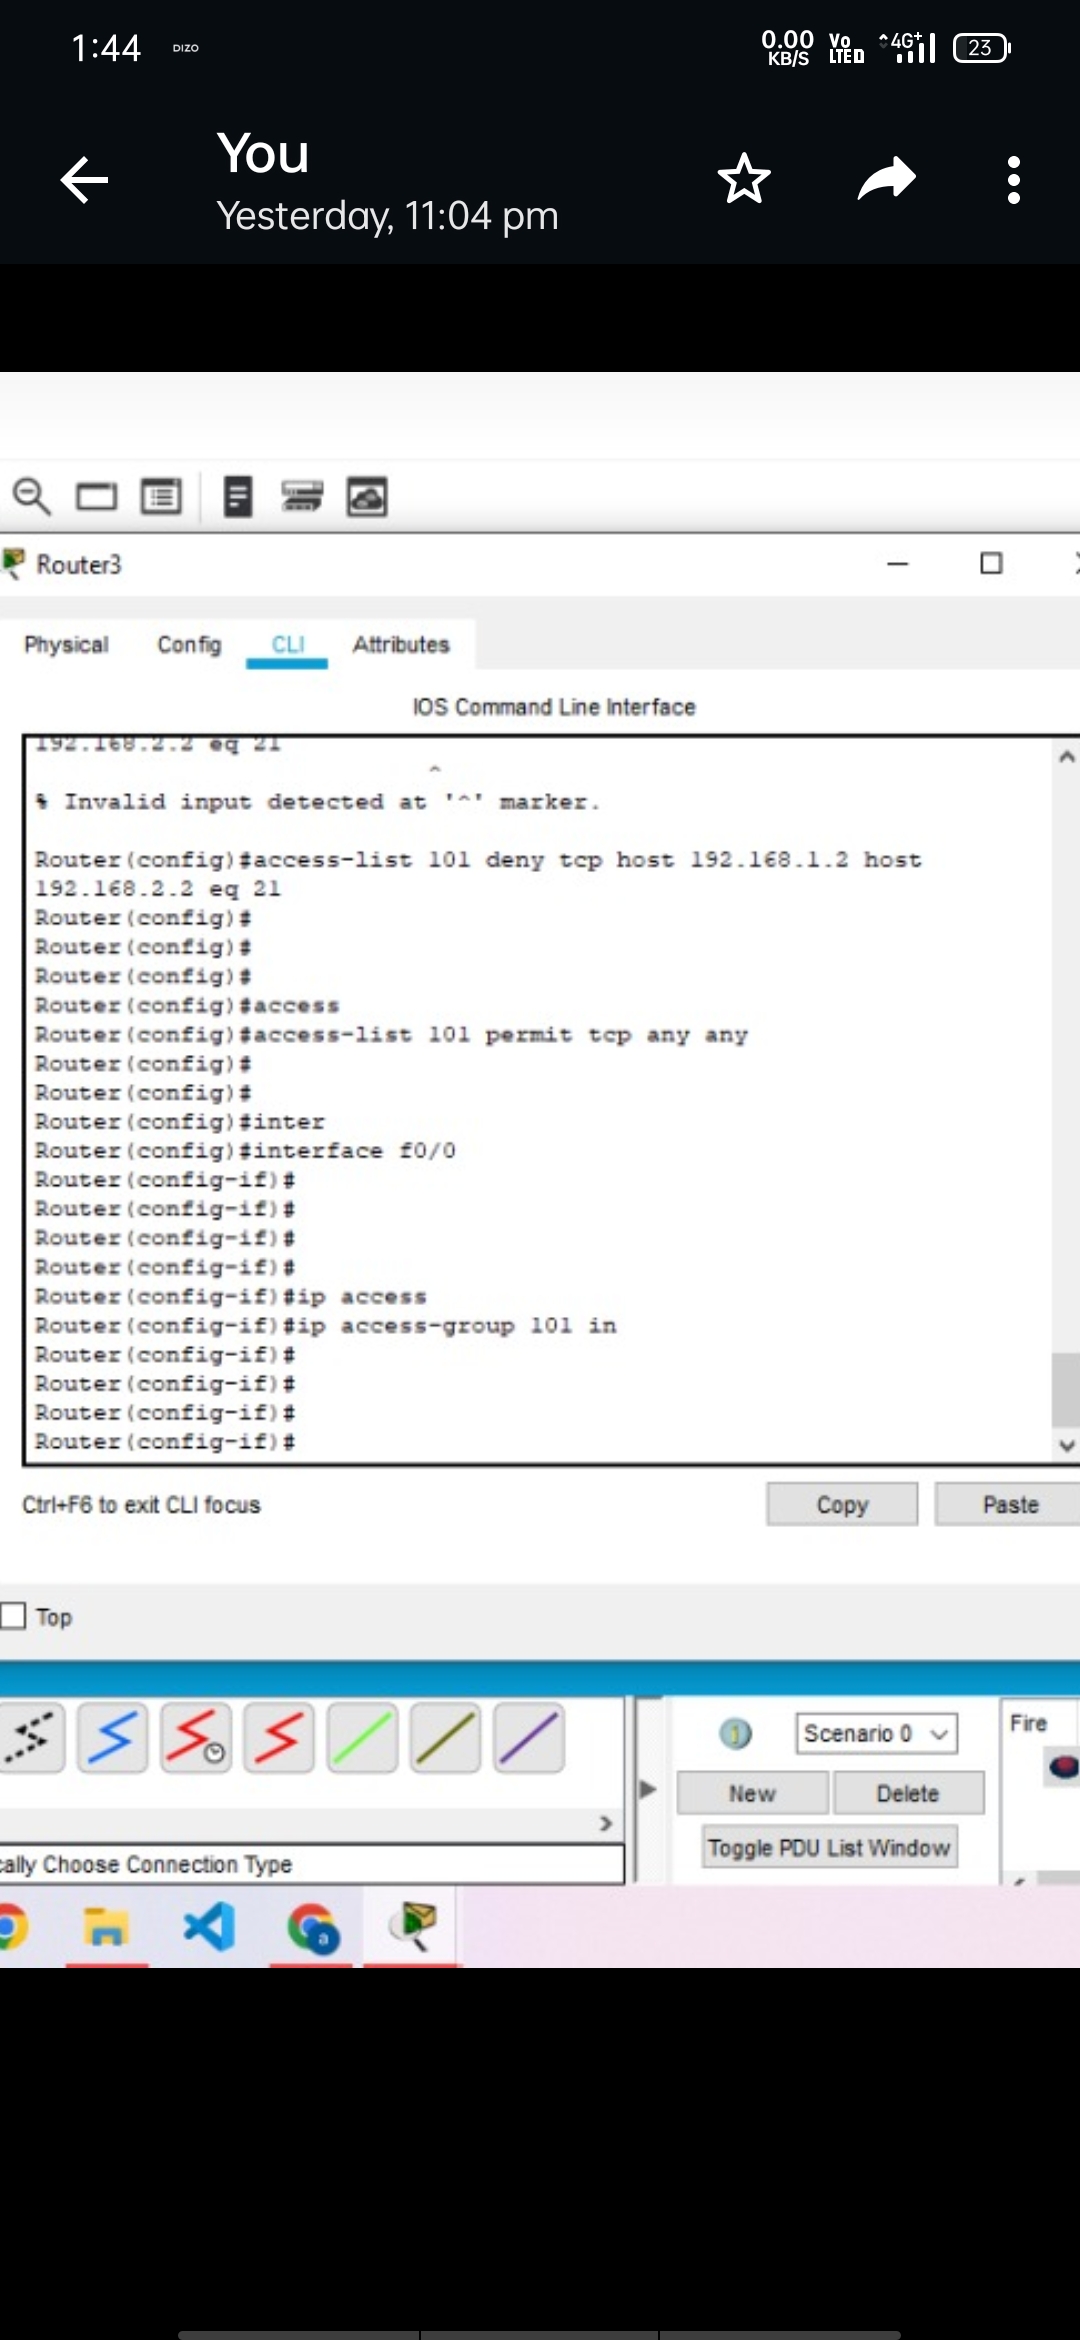 1:44
DIZO
0.00
KB/S
Vo
LTE
4G+
23
You
Yesterday, 11:04 pm
Router3
Physical
Config
CLI
Attributes
IOS Command Line Interface
192.168.2.2 eq 21
^
% Invalid input detected at '^' marker.
Router(config)#access-list 101 deny tcp host 192.168.1.2 host
192.168.2.2 eq 21
Router(config)#
Router(config)#
Router(config)#
Router(config)#access
Router(config)#access-list 101 permit tcp any any
Router(config)#
Router(config)#
Router(config)#inter
Router(config)#interface f0/0
Router(config-if)#
Router(config-if)#
Router(config-if)#
Router(config-if)#
Router(config-if)#ip access
Router(config-if)#ip access-group 101 in
Router(config-if)#
Router(config-if)#
Router(config-if)#
Router(config-if)#
Ctrl+F6 to exit CLI focus
Copy
Paste
Top
1
Scenario 0
Fire
New
Delete
Toggle PDU List Window
cally Choose Connection Type
a